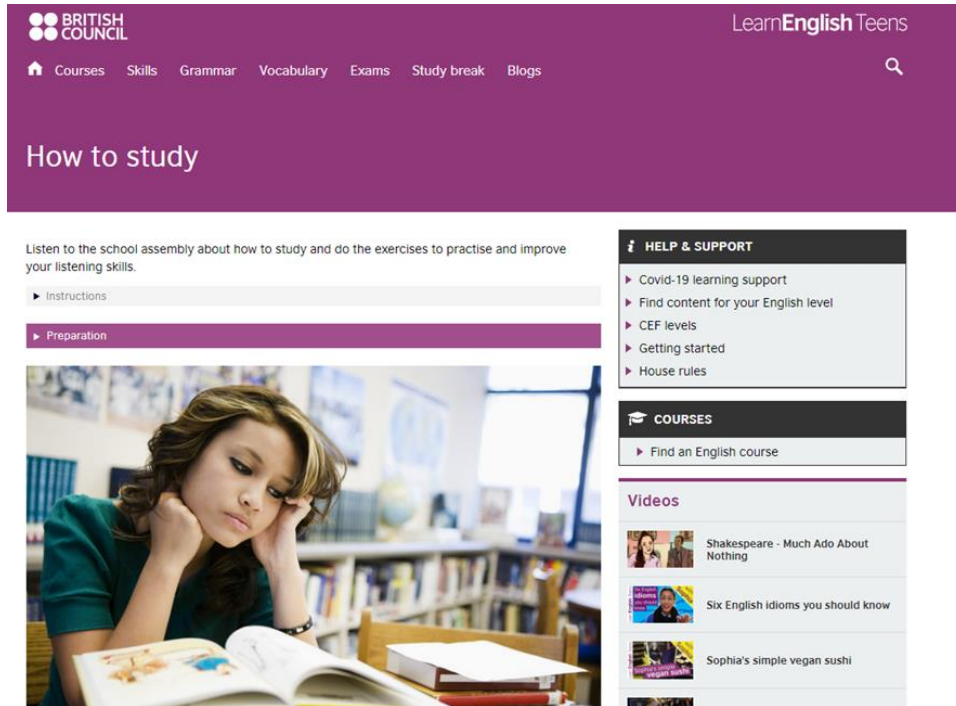 BRITISH
COUNCIL
LearnEnglish Teens
Courses Skills Grammar Vocabulary Exams Study break Blogs
How to study
Listen to the school assembly about how to study and do the exercises to practise and improve
your listening skills.
Instructions
Preparation
HELP & SUPPORT
Covid-19 learning support
Find content for your English level
CEF levels
Getting started
House rules
COURSES
Find an English course
Videos
Shakespeare - Much Ado About
Nothing
Six English idioms you should know
Sophia's simple vegan sushi